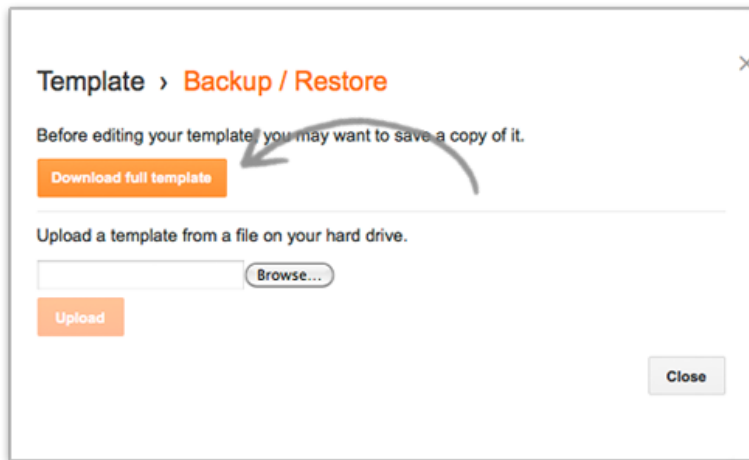 Template › Backup / Restore
Before editing your template, you may want to save a copy of it.
Download full template
Upload a template from a file on your hard drive.
Browse...
Upload
Close